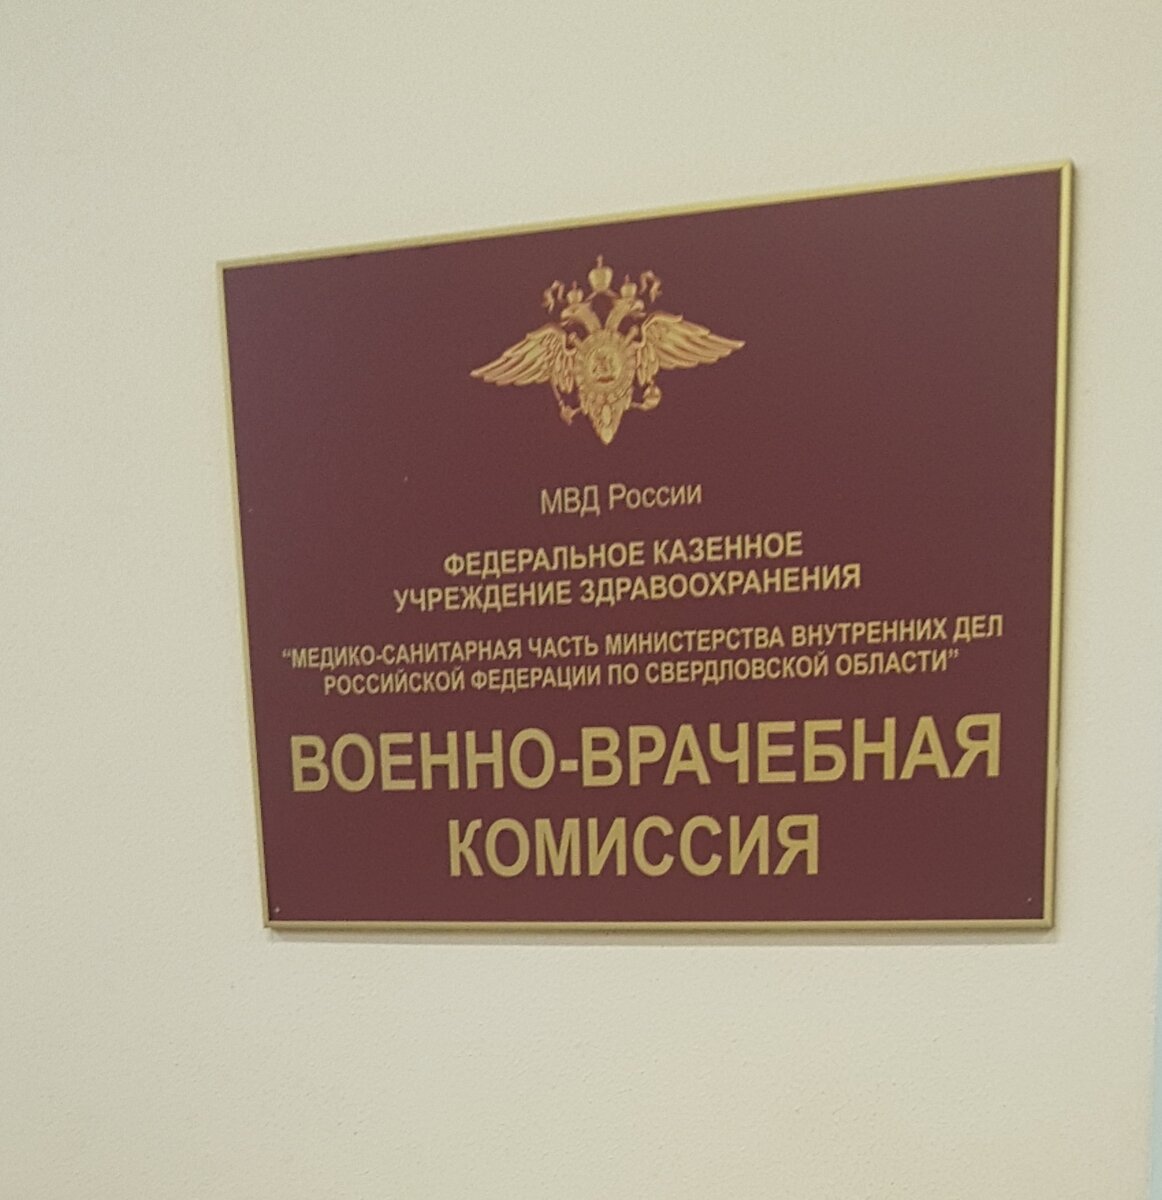 МВД России
ФЕДЕРАЛЬНОЕ КАЗЕННОЕ
УЧРЕЖДЕНИЕ ЗДРАВООХРАНЕНИЯ
“МЕДИКО-САНИТАРНАЯ ЧАСТЬ МИНИСТЕРСТВА ВНУТРЕННИХ ДЕЛ
РОССИЙСКОЙ ФЕДЕРАЦИИ ПО СВЕРДЛОВСКОЙ ОБЛАСТИ”
ВОЕННО-ВРАЧЕБНАЯ
КОМИССИЯ